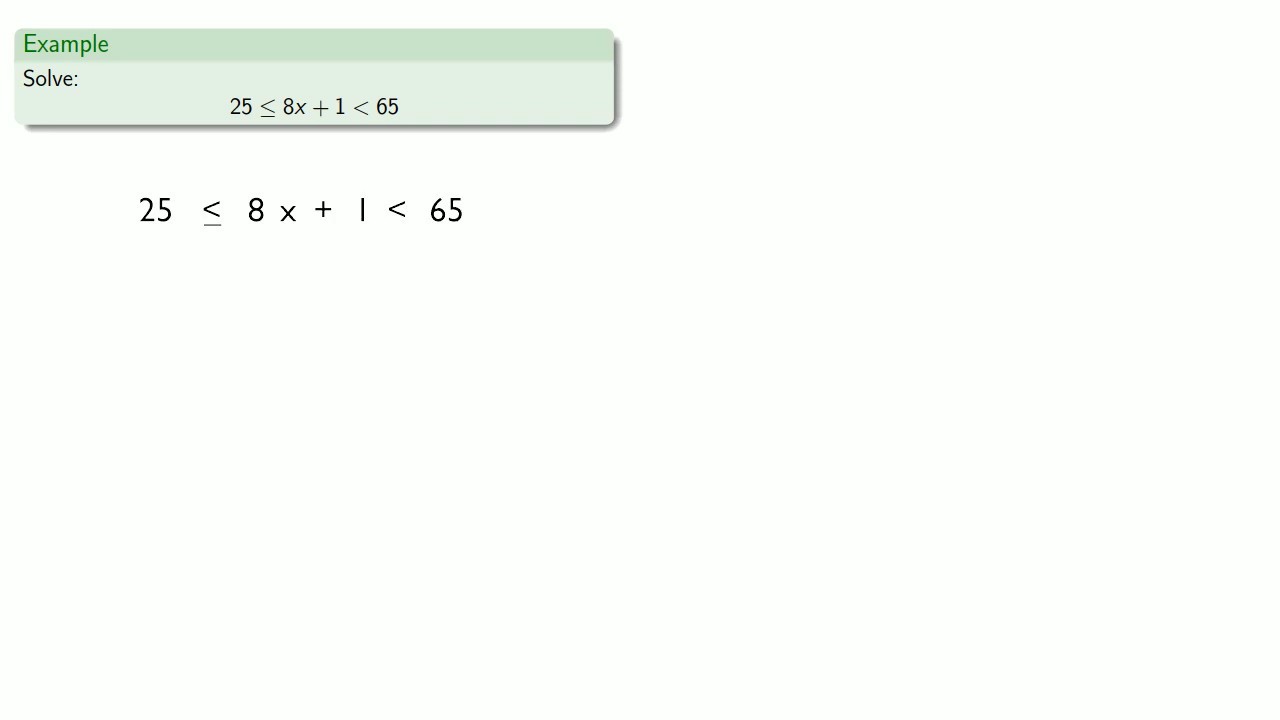 Example
Solve:
25 ≤ 8x + 1 < 65
25 ≤ 8 x + 1 < 65